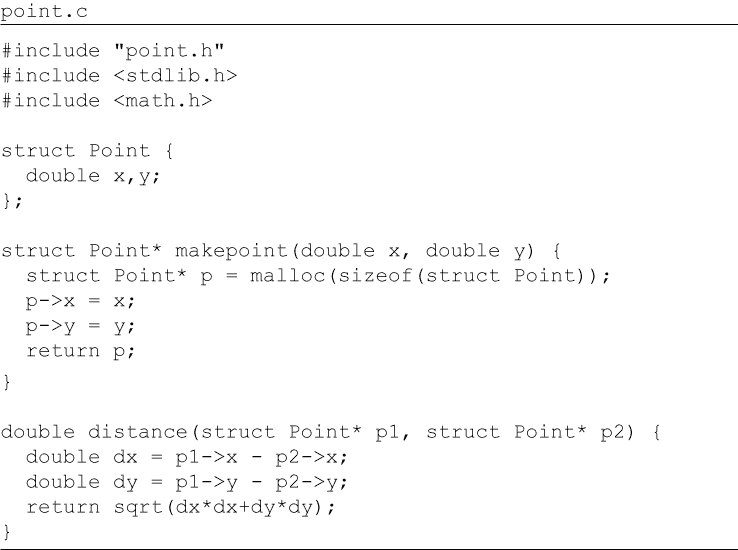 point.c
#include "point.h"
#include <stdlib.h>
#include <math.h>
struct Point {
  double x,y;
};
struct Point* makepoint(double x, double y) {
  struct Point* p = malloc(sizeof(struct Point));
  p->x = x;
  p->y = y;
  return p;
}
double distance(struct Point* p1, struct Point* p2) {
  double dx = p1->x - p2->x;
  double dy = p1->y - p2->y;
  return sqrt(dx*dx+dy*dy);
}